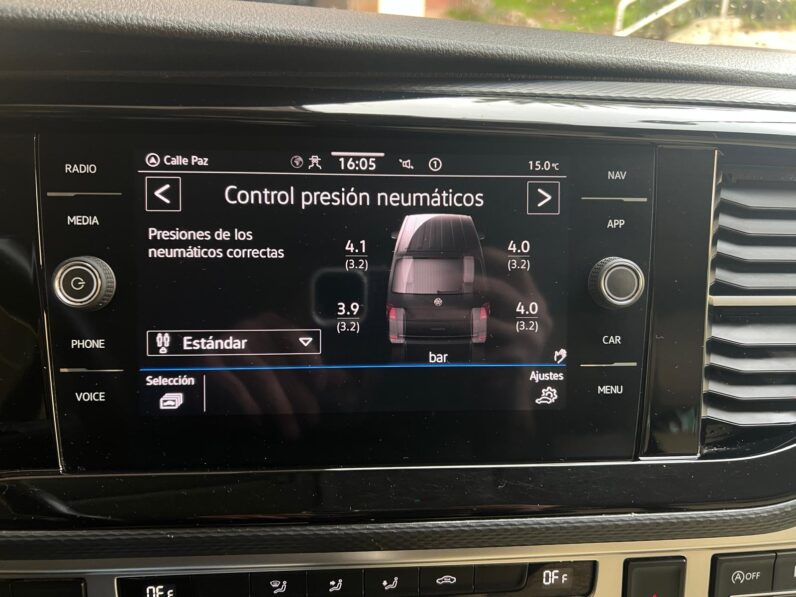 RADIO
MEDIA
PHONE
VOICE
Calle Paz
16:05
1
15.0°C
Control presión neumáticos
Presiones de los
neumáticos correctas
4.1
(3.2)
4.0
(3.2)
3.9
(3.2)
4.0
(3.2)
Estándar
bar
Selección
Ajustes
NAV
APP
CAR
MENU
OFF
OFF
A OFF